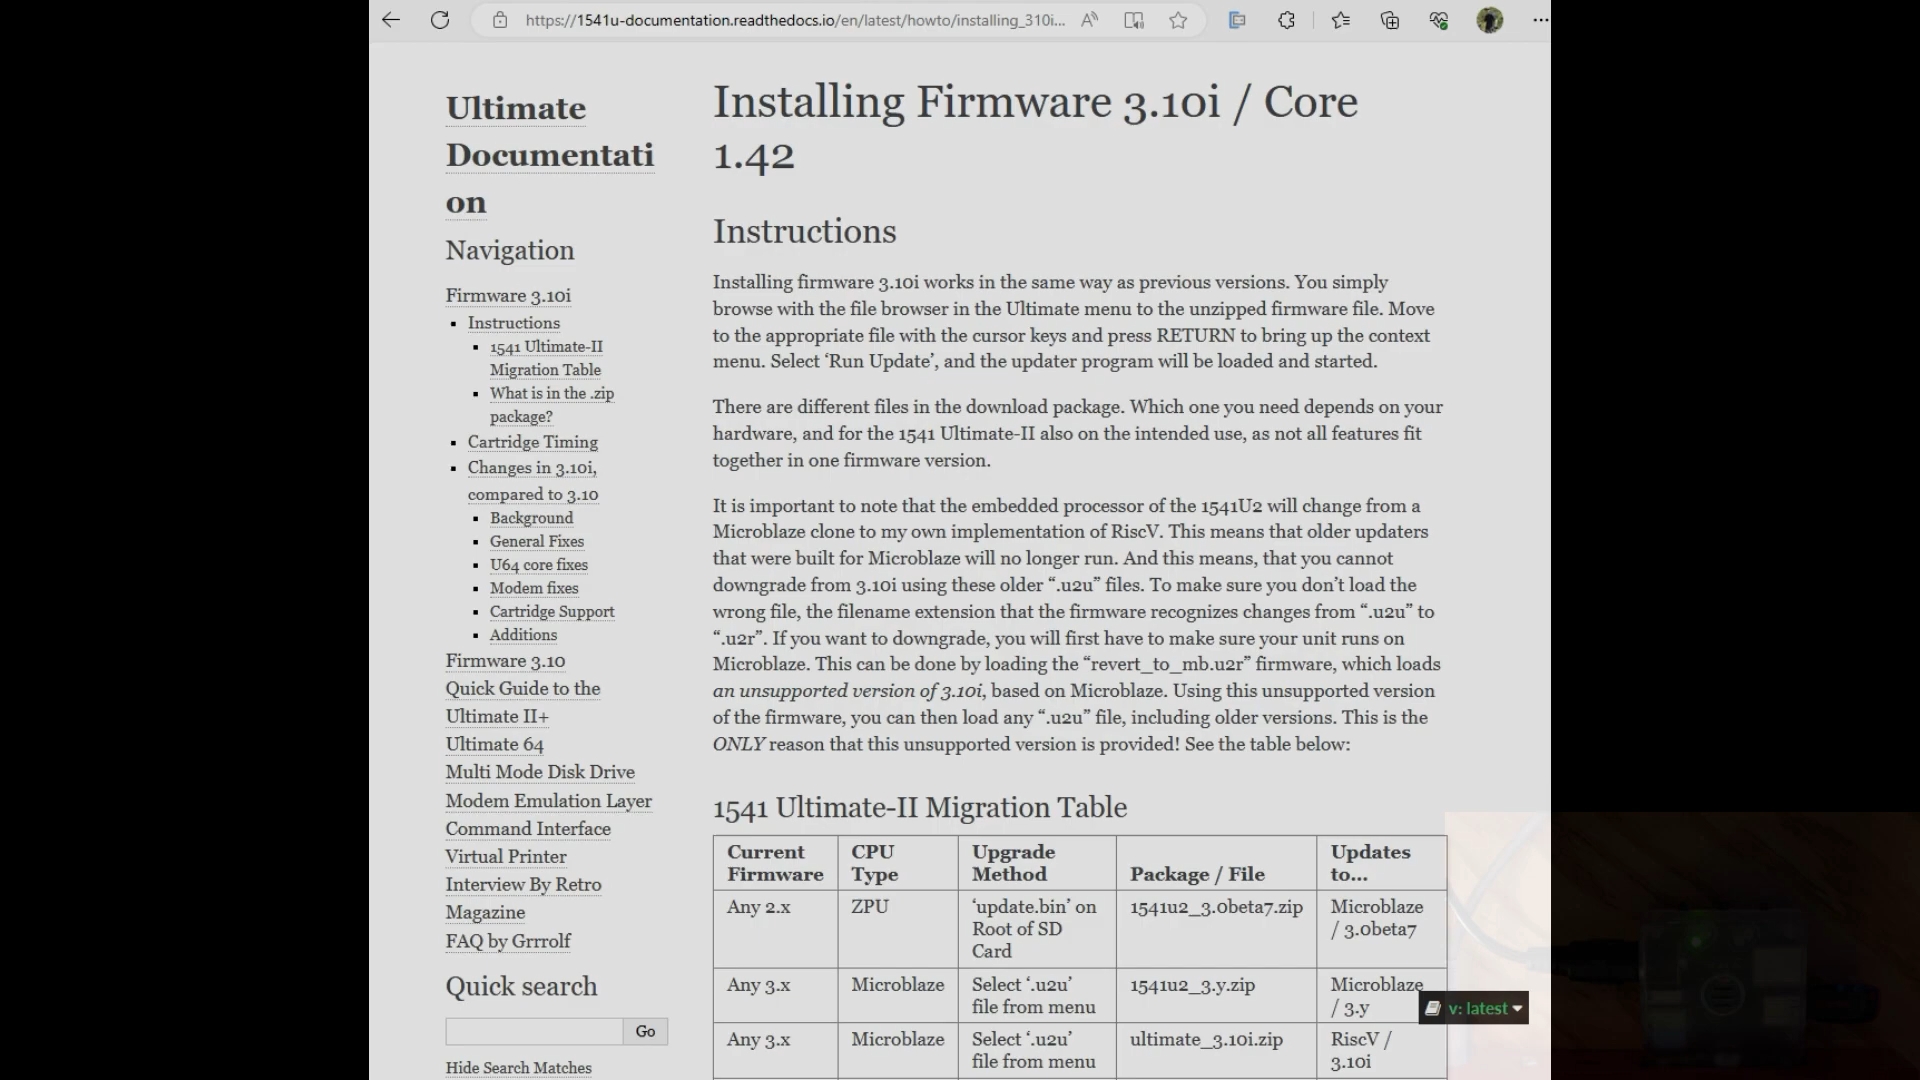 https://1541u-documentation.readthedocs.io/en/latest/howto/installing_310i...
Ultimate
Documentati
on
Navigation
Firmware 3.10i
Instructions
1541 Ultimate-II
Migration Table
What is in the .zip
package?
Cartridge Timing
Changes in 3.10i,
compared to 3.10
Background
General Fixes
U64 core fixes
Modem fixes
Cartridge Support
Additions
Firmware 3.10
Quick Guide to the
Ultimate II+
Ultimate 64
Multi Mode Disk Drive
Modem Emulation Layer
Command Interface
Virtual Printer
Interview By Retro
Magazine
FAQ by Grrrolf
Quick search
Go
Hide Search Matches
Installing Firmware 3.10i / Core
1.42
Instructions
Installing firmware 3.10i works in the same way as previous versions. You simply
browse with the file browser in the Ultimate menu to the unzipped firmware file. Move
to the appropriate file with the cursor keys and press RETURN to bring up the context
menu. Select ‘Run Update’, and the updater program will be loaded and started.
There are different files in the download package. Which one you need depends on your
hardware, and for the 1541 Ultimate-II also on the intended use, as not all features fit
together in one firmware version.
It is important to note that the embedded processor of the 1541U2 will change from a
Microblaze clone to my own implementation of RiscV. This means that older updaters
that were built for Microblaze will no longer run. And this means, that you cannot
downgrade from 3.10i using these older “.u2u” files. To make sure you don’t load the
wrong file, the filename extension that the firmware recognizes changes from “.u2u” to
“.u2r”. If you want to downgrade, you will first have to make sure your unit runs on
Microblaze. This can be done by loading the “revert_to_mb.u2r” firmware, which loads
an unsupported version of 3.10i, based on Microblaze. Using this unsupported version
of the firmware, you can then load any “.u2u” file, including older versions. This is the
ONLY reason that this unsupported version is provided! See the table below:
1541 Ultimate-II Migration Table
Current Firmware CPU Type Upgrade Method Package / File Updates to...
Any 2.x ZPU ‘update.bin’ on Root of SD Card 1541u2_3.0beta7.zip Microblaze / 3.0beta7
Any 3.x Microblaze Select ‘.u2u’ file from menu 1541u2_3.y.zip Microblaze / 3.y
Any 3.x Microblaze Select ‘.u2u’ file from menu ultimate_3.10i.zip RiscV / 3.10i
v: latest